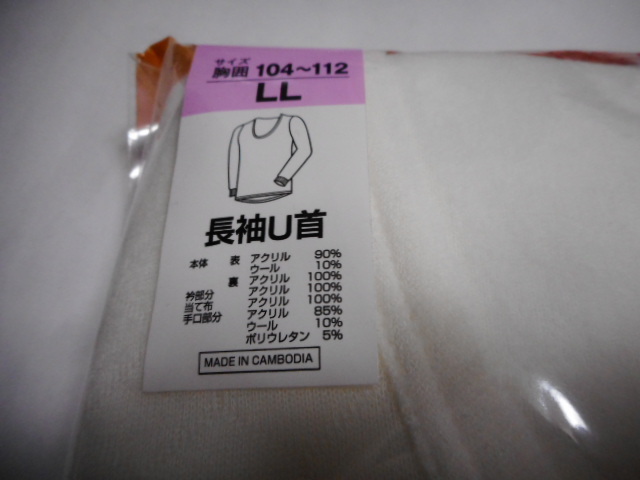 サイズ
胸囲 104～112
LL
長袖U首
本体 表 アクリル 90%
ウール 10%
裏 アクリル 100%
衿部分 アクリル 100%
当て布 アクリル 100%
手口部分 アクリル 85%
ウール 10%
ポリウレタン 5%
MADE IN CAMBODIA